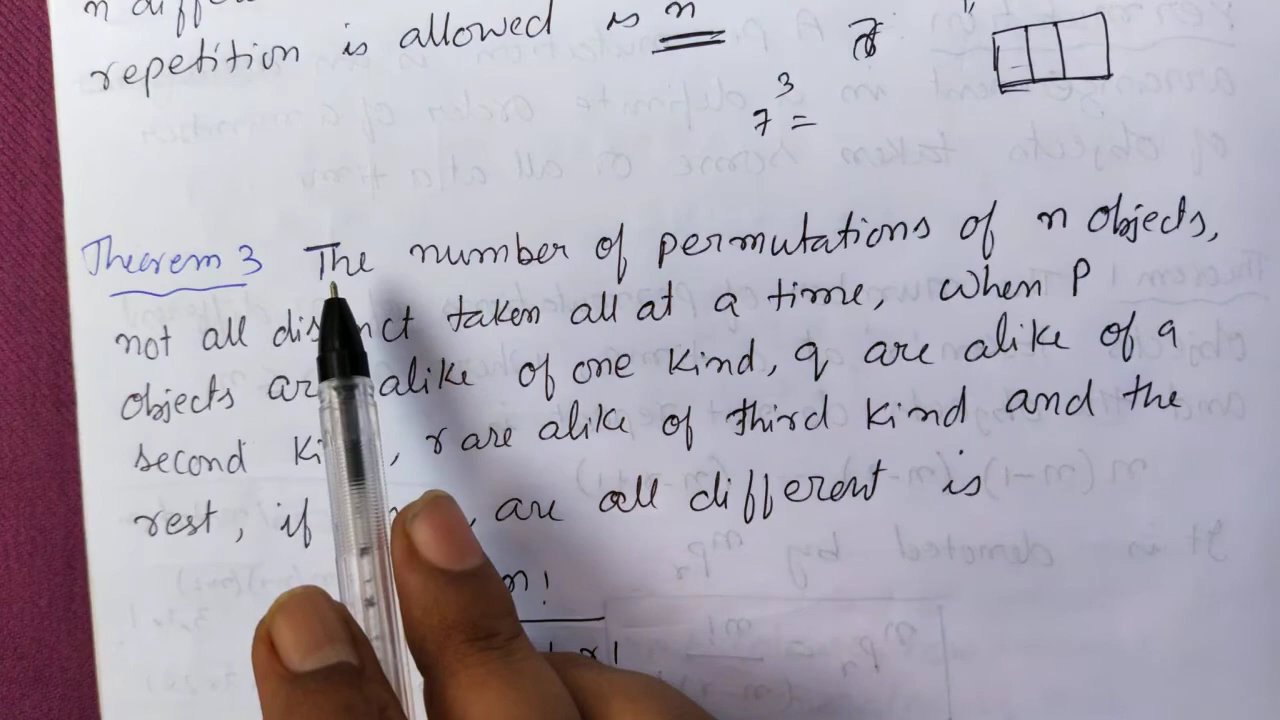 repetition is allowed is n
7³ =
Theorem 3 The number of permutations of n objects,
not all distinct taken all at a time, when P
objects are alike of one kind, q are alike of a
second , r are alike of third kind and the
rest, if , are all different is
n!
r!